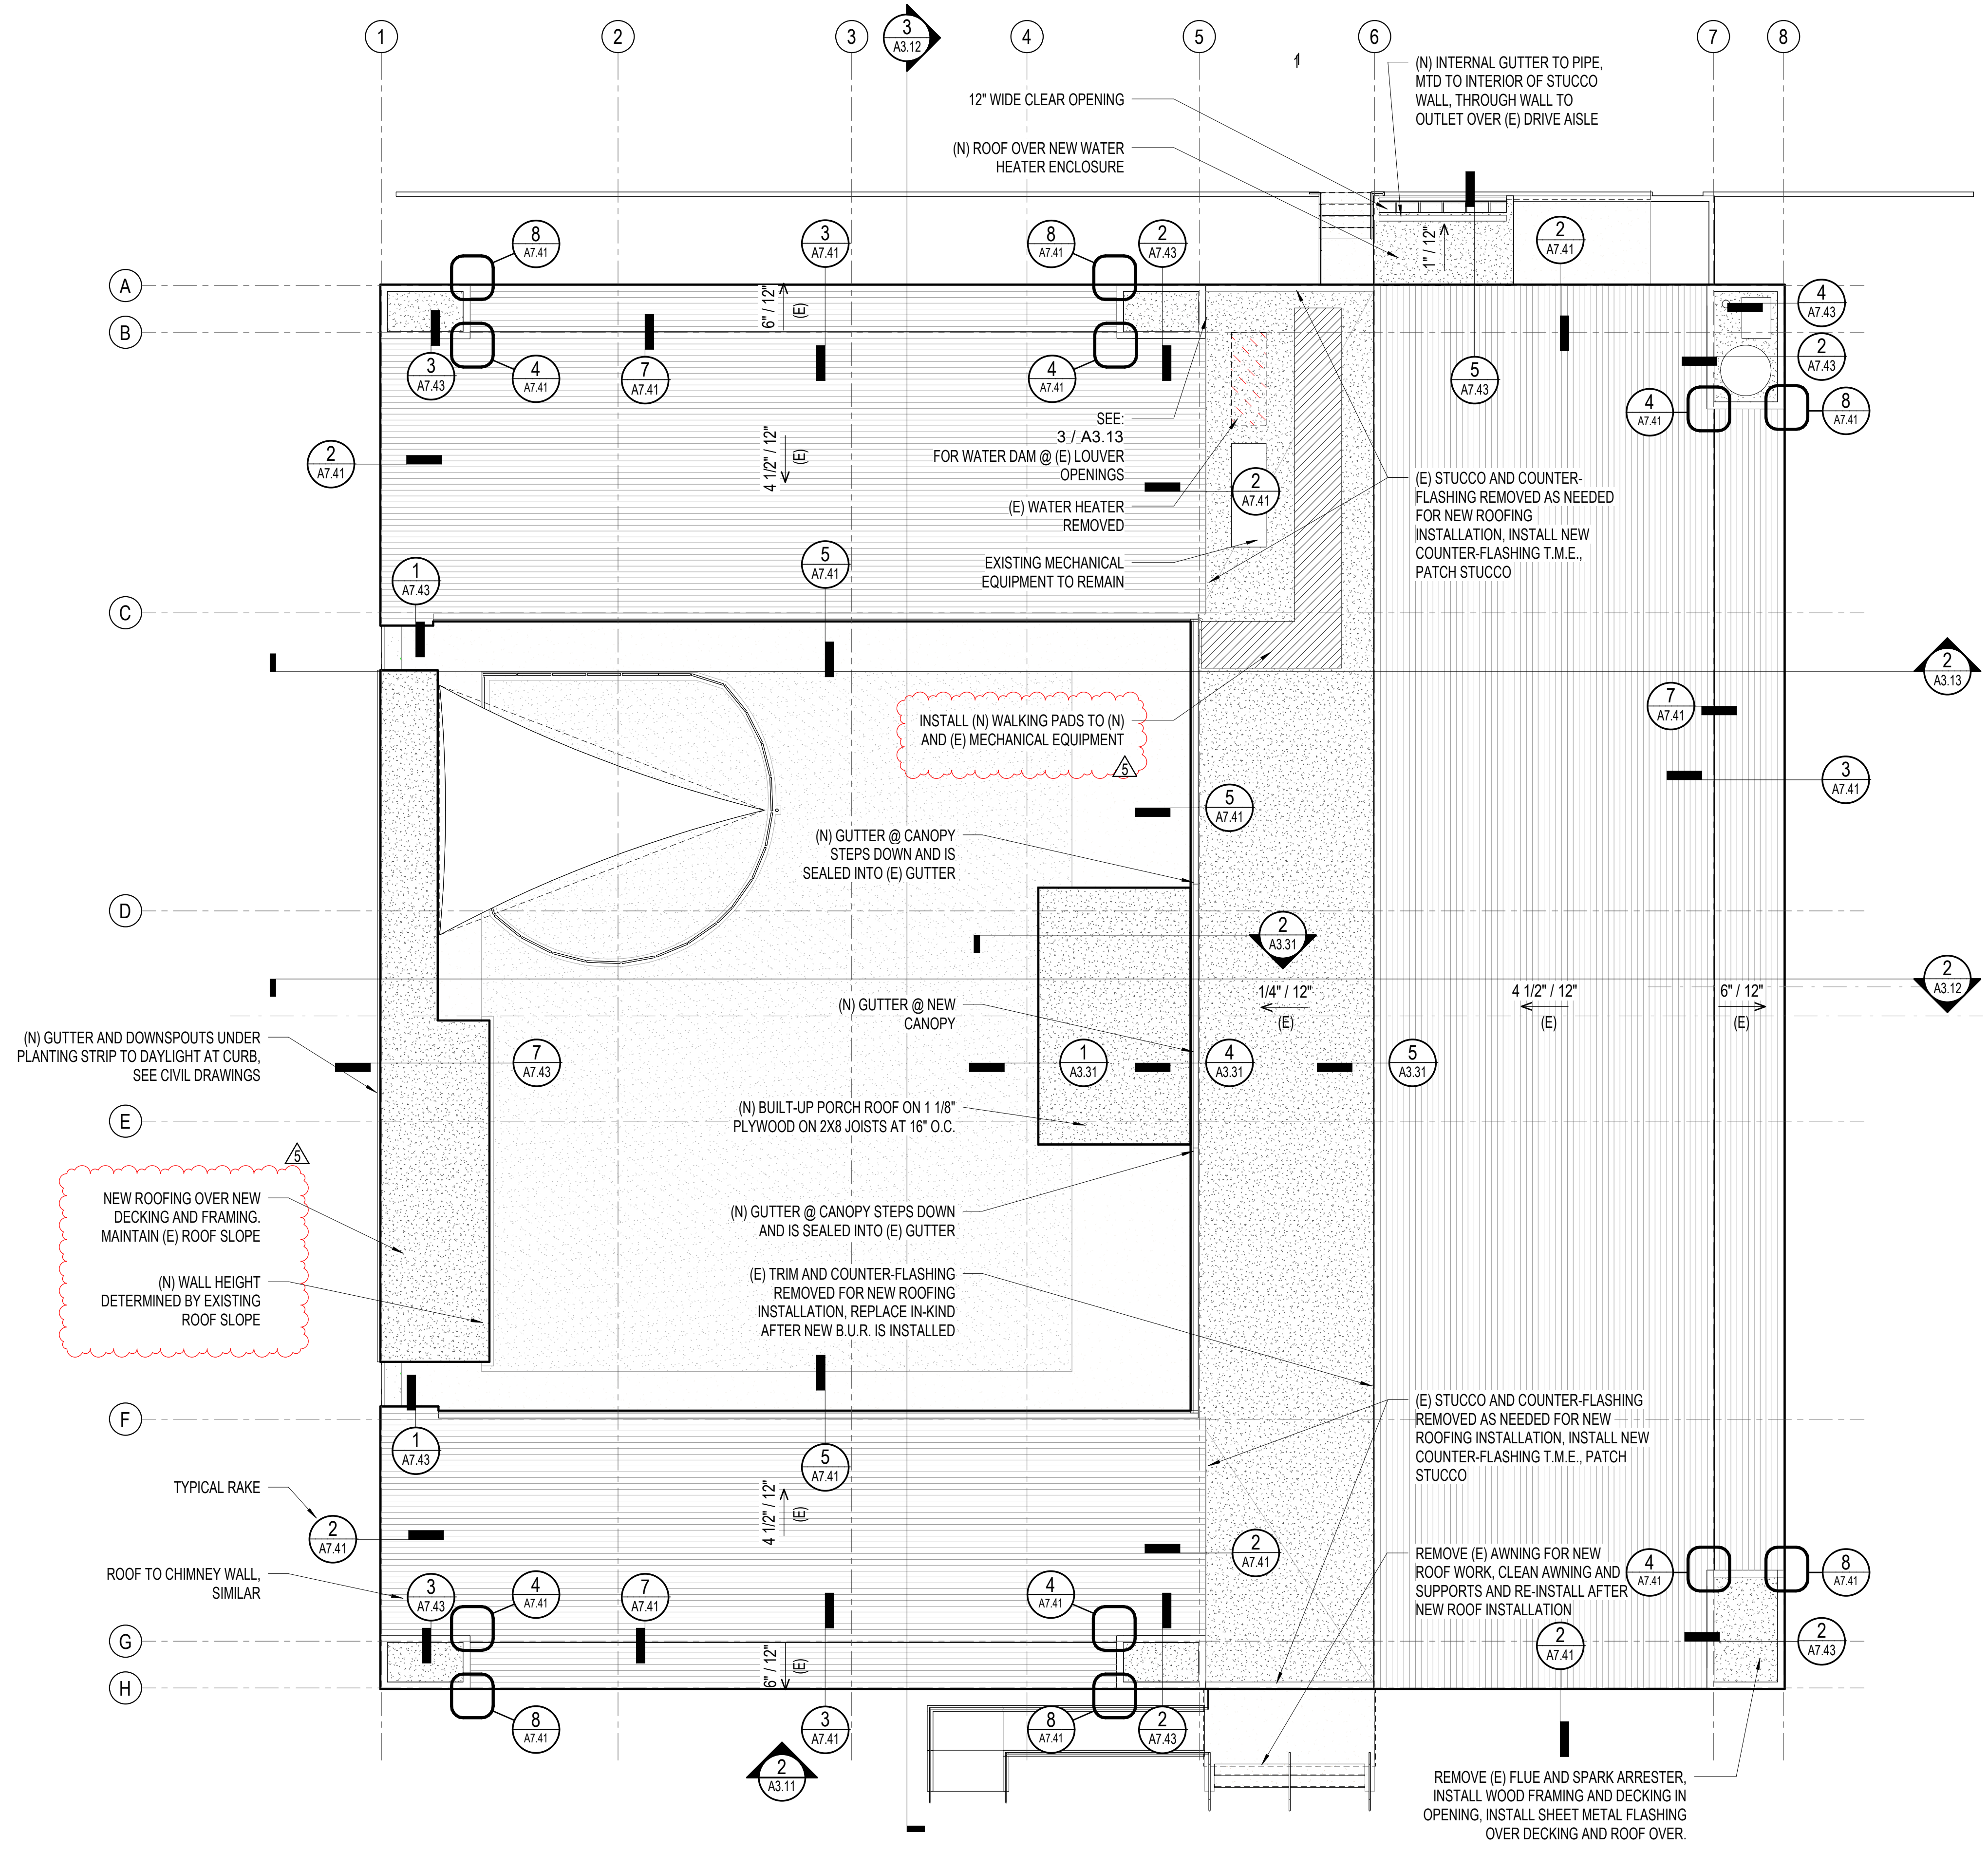 1
2
3
3
A3.12
4
5
6
7
8
1
(N) INTERNAL GUTTER TO PIPE,
MTD TO INTERIOR OF STUCCO
WALL, THROUGH WALL TO
OUTLET OVER (E) DRIVE AISLE
12" WIDE CLEAR OPENING
(N) ROOF OVER NEW WATER
HEATER ENCLOSURE
8
A7.41
3
A7.41
8
A7.41
2
A7.43
1" / 12"
2
A7.41
A
6" / 12"
(E)
4
A7.43
B
3
A7.43
4
A7.41
7
A7.41
4
A7.41
5
A7.43
2
A7.43
4
A7.41
8
A7.41
SEE:
3 / A3.13
FOR WATER DAM @ (E) LOUVER
OPENINGS
2
A7.41
4 1/2" / 12"
(E)
2
A7.41
(E) WATER HEATER
REMOVED
(E) STUCCO AND COUNTER-
FLASHING REMOVED AS NEEDED
FOR NEW ROOFING
INSTALLATION, INSTALL NEW
COUNTER-FLASHING T.M.E.,
PATCH STUCCO
1
A7.43
5
A7.41
EXISTING MECHANICAL
EQUIPMENT TO REMAIN
C
2
A3.13
INSTALL (N) WALKING PADS TO (N)
AND (E) MECHANICAL EQUIPMENT
5
7
A7.41
3
A7.41
5
A7.41
(N) GUTTER @ CANOPY
STEPS DOWN AND IS
SEALED INTO (E) GUTTER
D
2
A3.31
2
A3.12
(N) GUTTER @ NEW
CANOPY
1/4" / 12"
(E)
4 1/2" / 12"
(E)
6" / 12"
(E)
(N) GUTTER AND DOWNSPOUTS UNDER
PLANTING STRIP TO DAYLIGHT AT CURB,
SEE CIVIL DRAWINGS
7
A7.43
1
A3.31
4
A3.31
5
A3.31
(N) BUILT-UP PORCH ROOF ON 1 1/8"
PLYWOOD ON 2X8 JOISTS AT 16" O.C.
E
5
NEW ROOFING OVER NEW
DECKING AND FRAMING.
MAINTAIN (E) ROOF SLOPE
(N) WALL HEIGHT
DETERMINED BY EXISTING
ROOF SLOPE
(N) GUTTER @ CANOPY STEPS DOWN
AND IS SEALED INTO (E) GUTTER
(E) TRIM AND COUNTER-FLASHING
REMOVED FOR NEW ROOFING
INSTALLATION, REPLACE IN-KIND
AFTER NEW B.U.R. IS INSTALLED
F
1
A7.43
5
A7.41
(E) STUCCO AND COUNTER-FLASHING
REMOVED AS NEEDED FOR NEW
ROOFING INSTALLATION, INSTALL NEW
COUNTER-FLASHING T.M.E., PATCH
STUCCO
TYPICAL RAKE
2
A7.41
4 1/2" / 12"
(E)
2
A7.41
REMOVE (E) AWNING FOR NEW
ROOF WORK, CLEAN AWNING AND
SUPPORTS AND RE-INSTALL AFTER
NEW ROOF INSTALLATION
4
A7.41
8
A7.41
ROOF TO CHIMNEY WALL,
SIMILAR
3
A7.43
4
A7.41
7
A7.41
4
A7.41
G
6" / 12"
(E)
2
A7.41
2
A7.43
H
8
A7.41
3
A7.41
8
A7.41
2
A7.43
2
A3.11
REMOVE (E) FLUE AND SPARK ARRESTER,
INSTALL WOOD FRAMING AND DECKING IN
OPENING, INSTALL SHEET METAL FLASHING
OVER DECKING AND ROOF OVER.